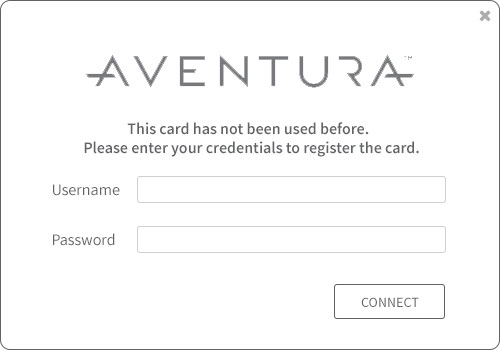 AVENTURA™
This card has not been used before.
Please enter your credentials to register the card.
Username
Password
CONNECT